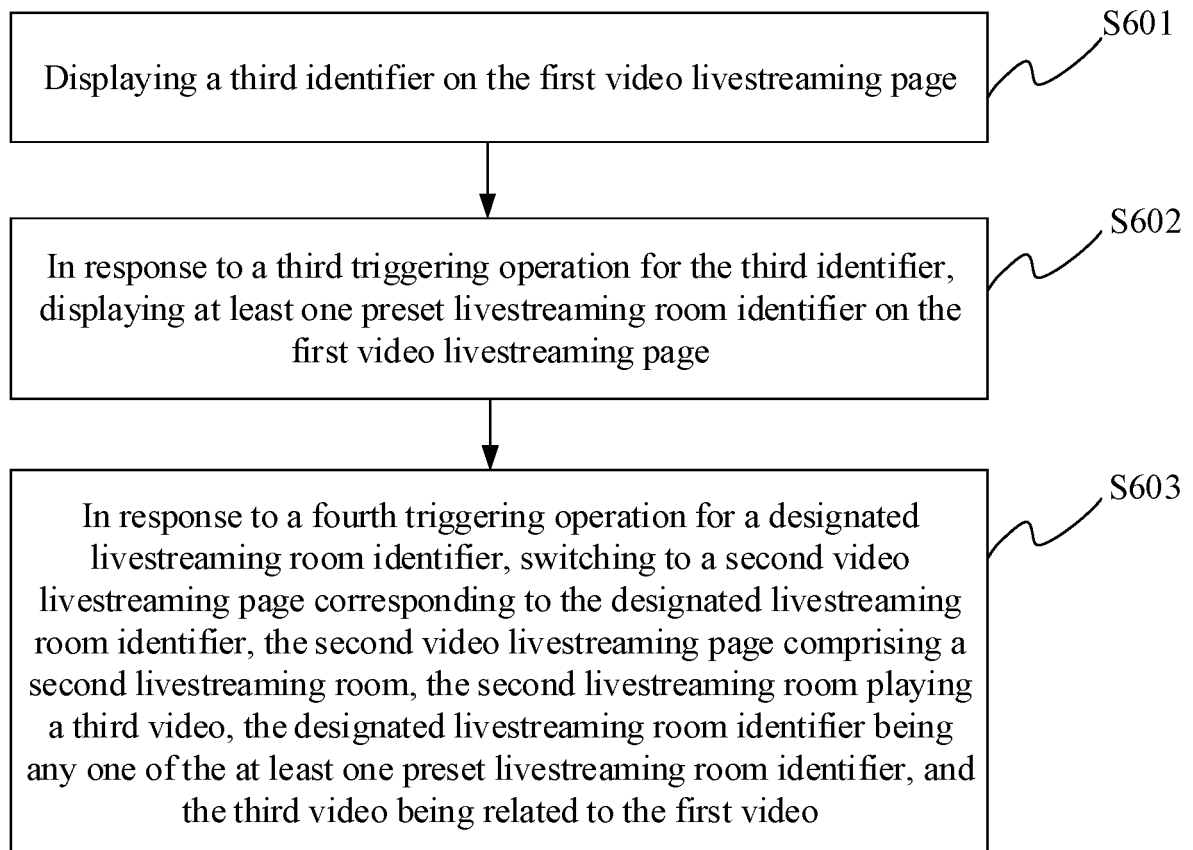 S601
Displaying a third identifier on the first video livestreaming page
S602
In response to a third triggering operation for the third identifier,
displaying at least one preset livestreaming room identifier on the
first video livestreaming page
S603
In response to a fourth triggering operation for a designated
livestreaming room identifier, switching to a second video
livestreaming page corresponding to the designated livestreaming
room identifier, the second video livestreaming page comprising a
second livestreaming room, the second livestreaming room playing
a third video, the designated livestreaming room identifier being
any one of the at least one preset livestreaming room identifier, and
the third video being related to the first video